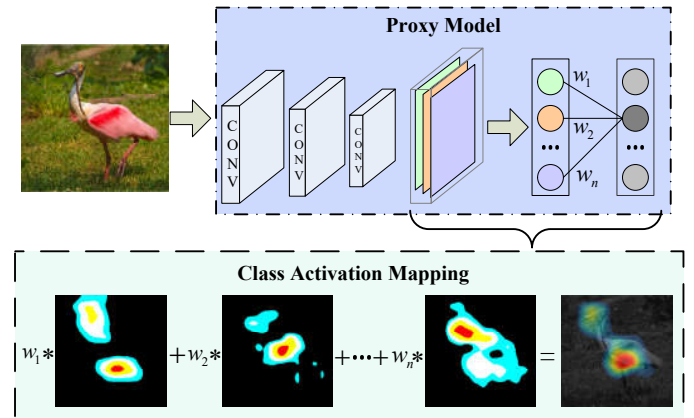 Proxy Model
CONV
CONV
CONV
w1
w2
...
wn
...
Class Activation Mapping
w1* +w2* +...+wn* =